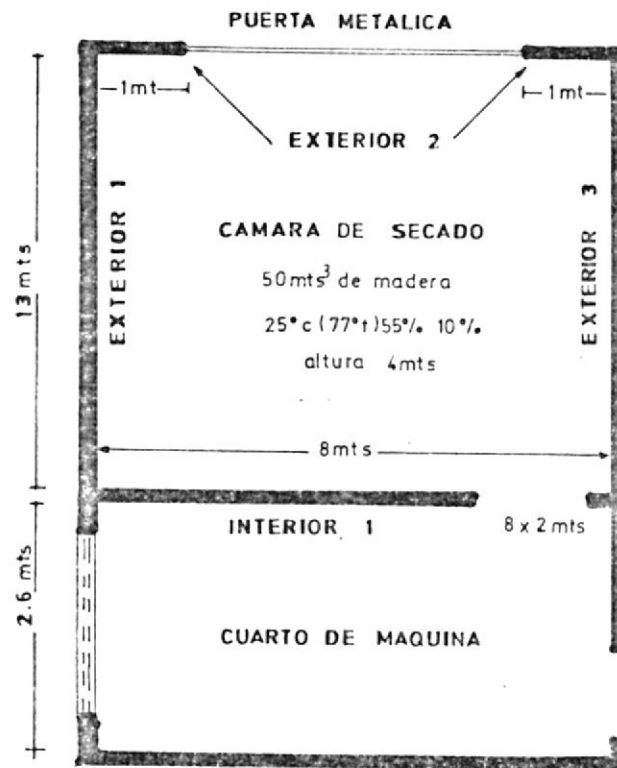 PUERTA METALICA
1mt
1mt
EXTERIOR 2
EXTERIOR 1
EXTERIOR 3
13 mts
CAMARA DE SECADO
50mts³ de madera
25°c (77°f) 55% 10%
altura 4mts
8mts
INTERIOR 1
8 x 2 mts
2.6 mts
CUARTO DE MAQUINA